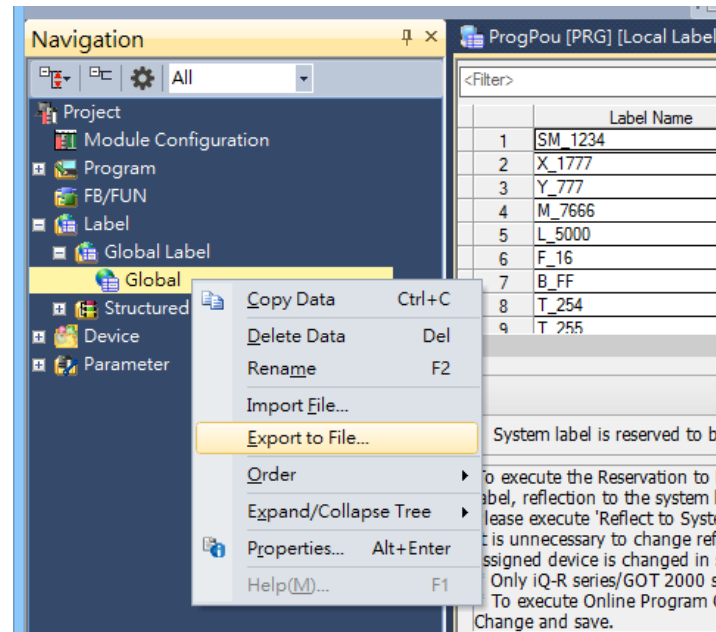 Navigation
ProgPou [PRG] [Local Label
All
<Filter>
Project
Module Configuration
Program
FB/FUN
Label
Global Label
Global
Structured
Device
Parameter
Label Name
1 SM_1234
2 X_1777
3 Y_777
4 M_7666
5 L_5000
6 F_16
7 B_FF
8 T_254
9 T_255
Copy Data Ctrl+C
Delete Data Del
Rename F2
Import File...
Export to File...
Order
Expand/Collapse Tree
Properties... Alt+Enter
Help(M)... F1
System label is reserved to b
To execute the Reservation to
abel, reflection to the system
lease execute 'Reflect to Syste
t is unnecessary to change ref
ssigned device is changed in
Only iQ-R series/GOT 2000 s
* To execute Online Program
Change and save.